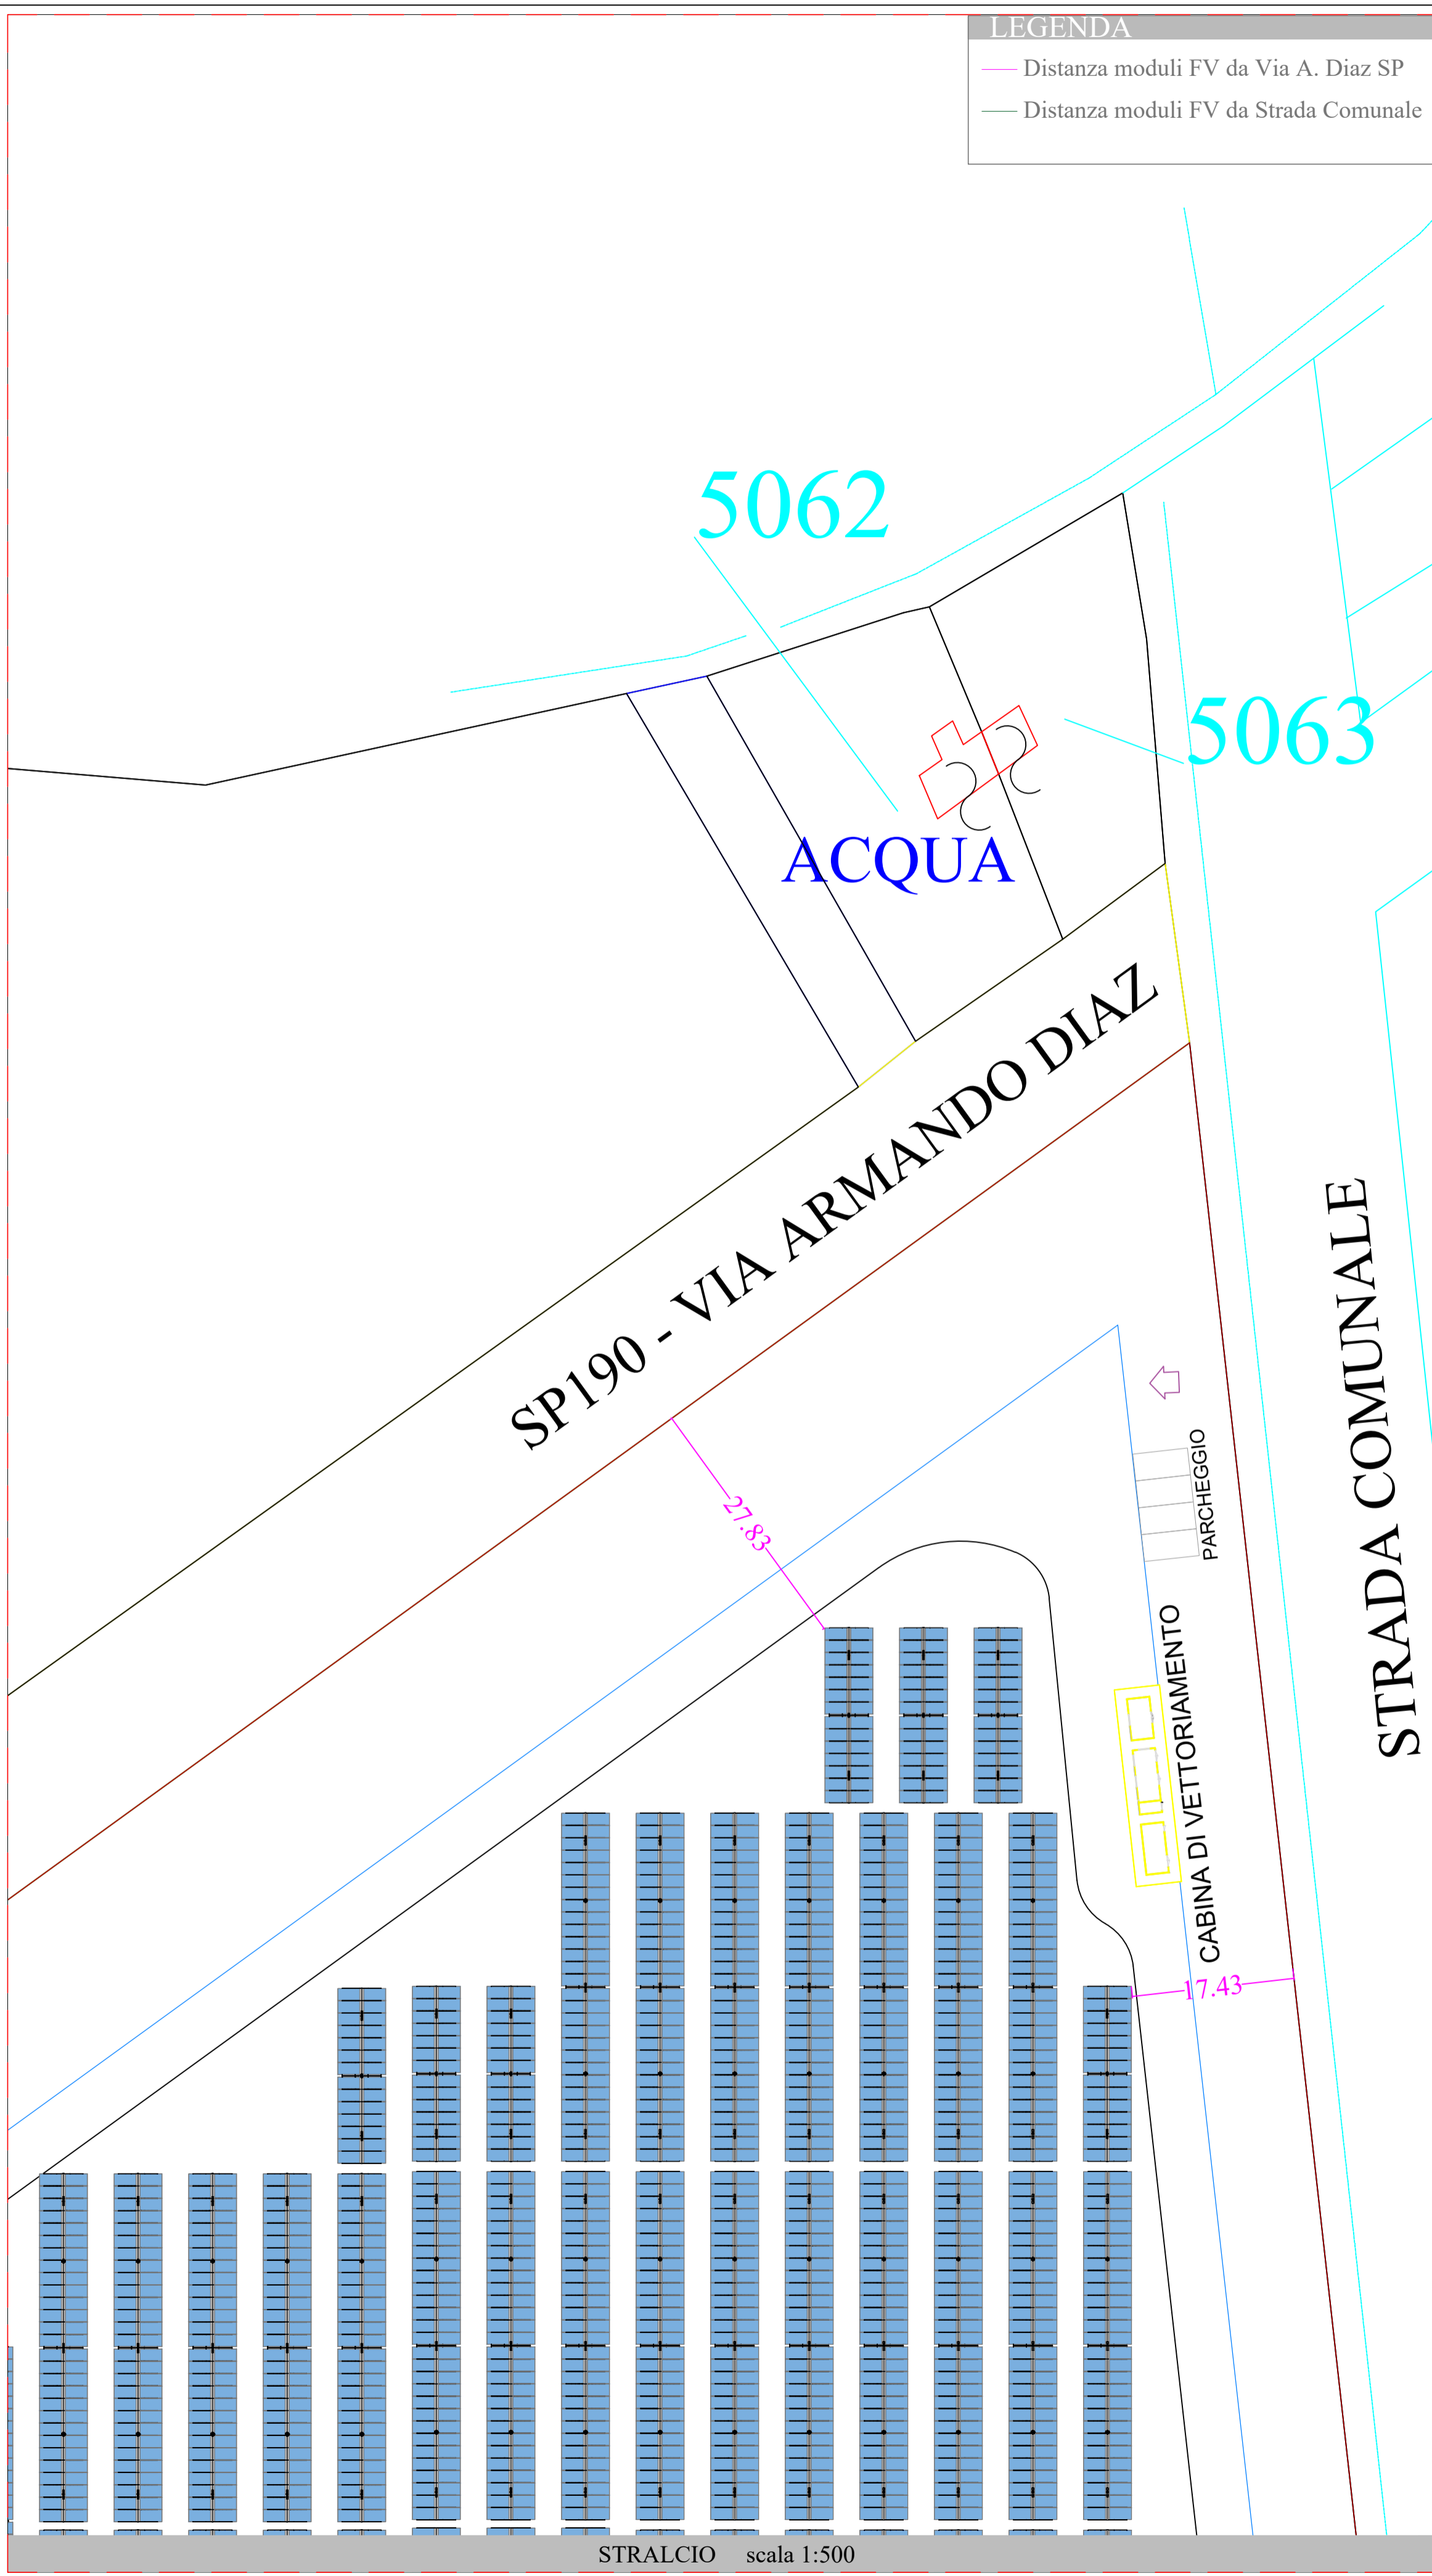 LEGENDA
Distanza moduli FV da Via A. Diaz SP
Distanza moduli FV da Strada Comunale
5062
5063
ACQUA
SP190 - VIA ARMANDO DIAZ
STRADA COMUNALE
PARCHEGGIO
27.83
CABINA DI VETTORIAMENTO
17.43
STRALCIO scala 1:500